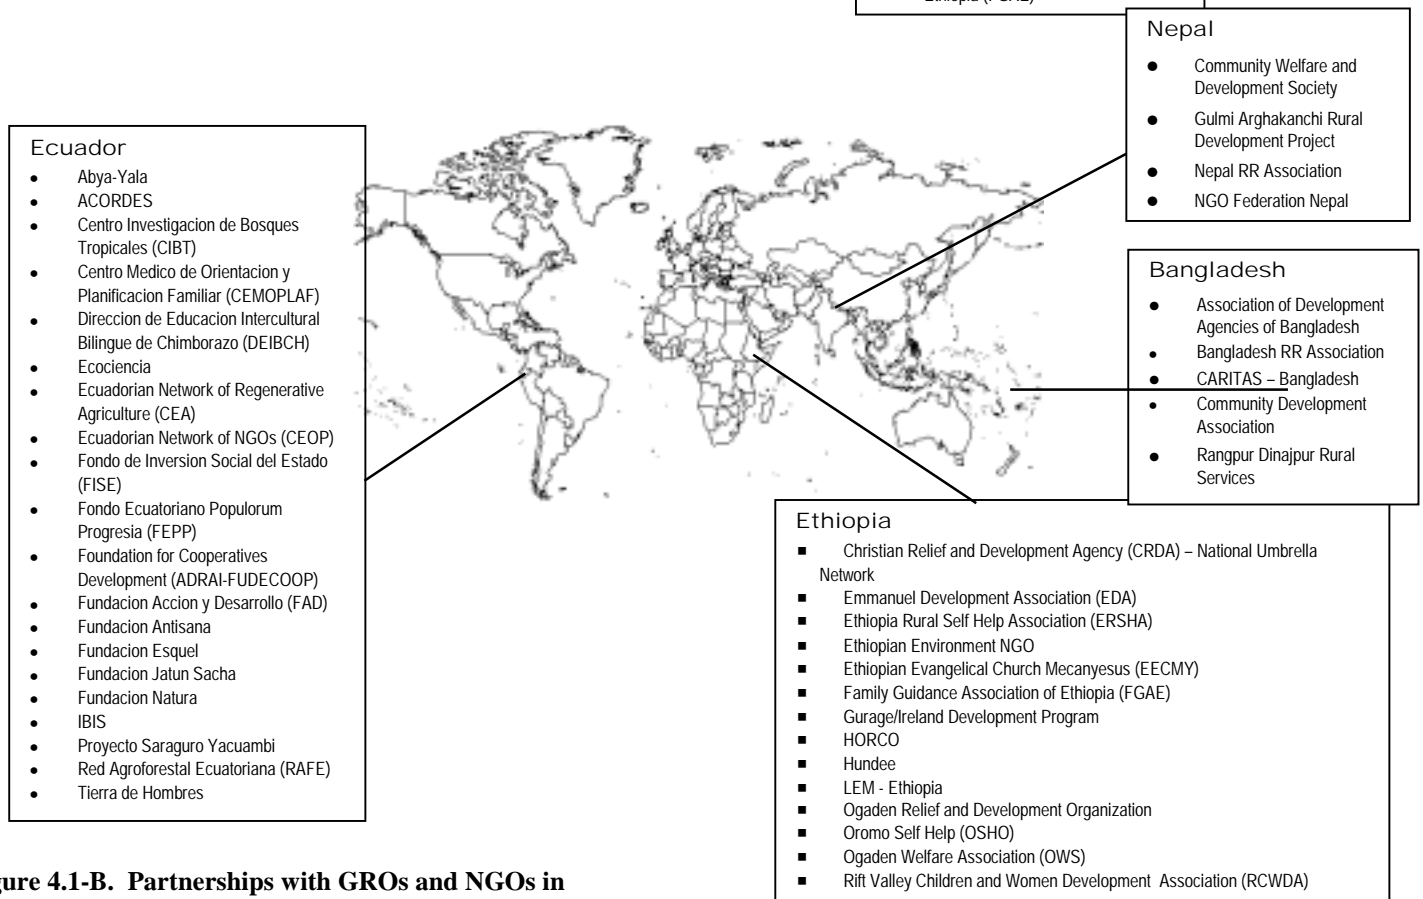 Ethiopia (FGAE)
Nepal
Community Welfare and
Development Society
Gulmi Arghakanchi Rural
Development Project
Nepal RR Association
NGO Federation Nepal
Ecuador
Abya-Yala
ACORDES
Centro Investigacion de Bosques
Tropicales (CIBT)
Centro Medico de Orientacion y
Planificacion Familiar (CEMOPLAF)
Direccion de Educacion Intercultural
Bilingue de Chimborazo (DEIBCH)
Ecociencia
Ecuadorian Network of Regenerative
Agriculture (CEA)
Ecuadorian Network of NGOs (CEOP)
Fondo de Inversion Social del Estado
(FISE)
Fondo Ecuatoriano Populorum
Progresia (FEPP)
Foundation for Cooperatives
Development (ADRAI-FUDECOOP)
Fundacion Accion y Desarrollo (FAD)
Fundacion Antisana
Fundacion Esquel
Fundacion Jatun Sacha
Fundacion Natura
IBIS
Proyecto Saraguro Yacuambi
Red Agroforestal Ecuatoriana (RAFE)
Tierra de Hombres
Bangladesh
Association of Development
Agencies of Bangladesh
Bangladesh RR Association
CARITAS – Bangladesh
Community Development
Association
Rangpur Dinajpur Rural
Services
Ethiopia
Christian Relief and Development Agency (CRDA) – National Umbrella
Network
Emmanuel Development Association (EDA)
Ethiopia Rural Self Help Association (ERSHA)
Ethiopian Environment NGO
Ethiopian Evangelical Church Mecanyesus (EECMY)
Family Guidance Association of Ethiopia (FGAE)
Gurage/Ireland Development Program
HORCO
Hundee
LEM - Ethiopia
Ogaden Relief and Development Organization
Oromo Self Help (OSHO)
Ogaden Welfare Association (OWS)
Rift Valley Children and Women Development Association (RCWDA)
gure 4.1-B. Partnerships with GROs and NGOs in